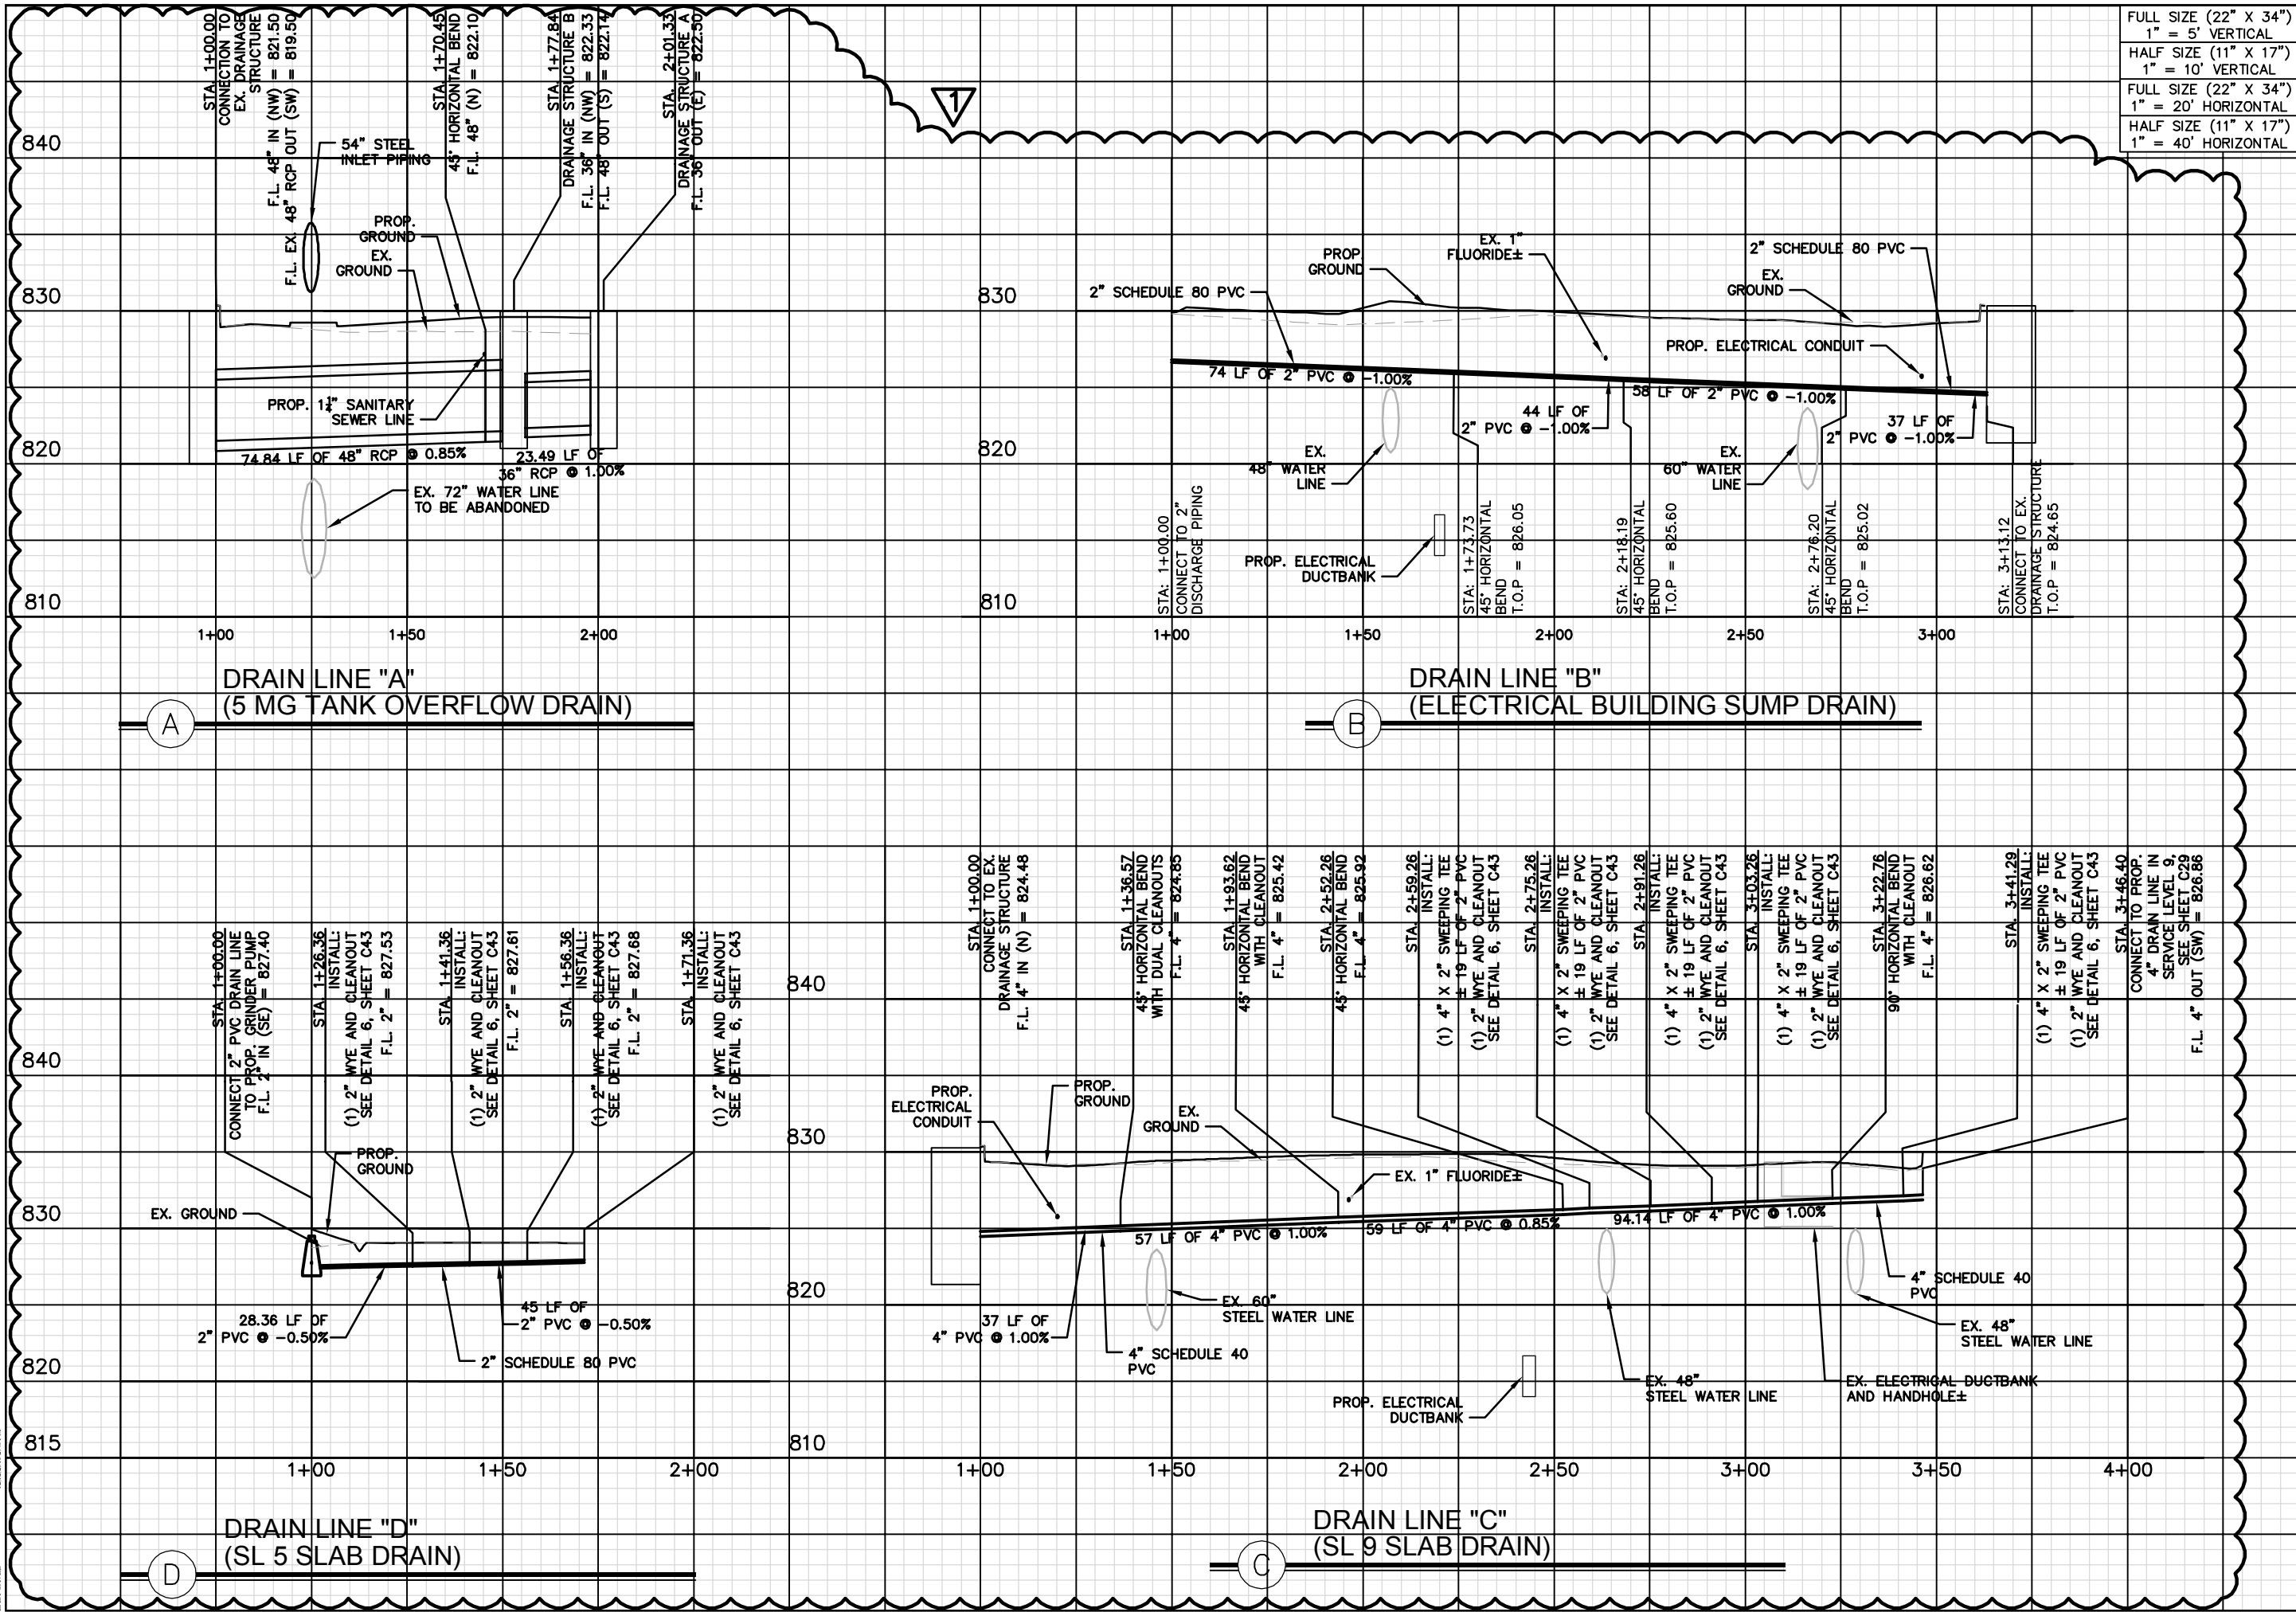 FULL SIZE (22" X 34")
1" = 5' VERTICAL
HALF SIZE (11" X 17")
1" = 10' VERTICAL
FULL SIZE (22" X 34")
1" = 20' HORIZONTAL
HALF SIZE (11" X 17")
1" = 40' HORIZONTAL
1
STA. 1+00.00
CONNECTION TO
EX. DRAINAGE
STRUCTURE
F.L. 48" IN (NW) = 821.50
F.L. EX. 48" RCP OUT (SW) = 819.50
STA. 1+70.45
45° HORIZONTAL BEND
F.L. 48" (N) = 822.10
STA. 1+77.84
DRAINAGE STRUCTURE B
F.L. 36" IN (NW) = 822.33
F.L. 48" OUT (S) = 822.14
STA. 2+01.33
DRAINAGE STRUCTURE A
F.L. 36" OUT (E) = 822.50
840
830
820
810
54" STEEL
INLET PIPING
PROP.
GROUND
EX.
GROUND
PROP. 1½" SANITARY
SEWER LINE
74.84 LF OF 48" RCP @ 0.85%
23.49 LF OF
36" RCP @ 1.00%
EX. 72" WATER LINE
TO BE ABANDONED
1+00
1+50
2+00
DRAIN LINE "A"
(5 MG TANK OVERFLOW DRAIN)
A
830
820
810
2" SCHEDULE 80 PVC
PROP.
GROUND
EX. 1"
FLUORIDE±
2" SCHEDULE 80 PVC
EX.
GROUND
PROP. ELECTRICAL CONDUIT
74 LF OF 2" PVC @ -1.00%
44 LF OF
2" PVC @ -1.00%
58 LF OF 2" PVC @ -1.00%
37 LF OF
2" PVC @ -1.00%
EX.
48" WATER
LINE
EX.
60" WATER
LINE
PROP. ELECTRICAL
DUCTBANK
STA: 1+00.00
CONNECT TO 2"
DISCHARGE PIPING
STA: 1+73.73
45° HORIZONTAL
BEND
T.O.P = 826.05
STA: 2+18.19
45° HORIZONTAL
BEND
T.O.P = 825.60
STA: 2+76.20
45° HORIZONTAL
BEND
T.O.P = 825.02
STA: 3+13.12
CONNECT TO EX.
DRAINAGE STRUCTURE
T.O.P = 824.65
1+00
1+50
2+00
2+50
3+00
DRAIN LINE "B"
(ELECTRICAL BUILDING SUMP DRAIN)
B
STA. 1+00.00
CONNECT 2" PVC DRAIN LINE
TO PROP. GRINDER PUMP
F.L. 2" IN (SE) = 827.40
STA. 1+26.36
INSTALL:
(1) 2" WYE AND CLEANOUT
SEE DETAIL 6, SHEET C43
F.L. 2" = 827.53
STA. 1+41.36
INSTALL:
(1) 2" WYE AND CLEANOUT
SEE DETAIL 6, SHEET C43
F.L. 2" = 827.61
STA. 1+56.36
INSTALL:
(1) 2" WYE AND CLEANOUT
SEE DETAIL 6, SHEET C43
F.L. 2" = 827.68
STA. 1+71.36
INSTALL:
(1) 2" WYE AND CLEANOUT
SEE DETAIL 6, SHEET C43
840
830
820
815
PROP.
GROUND
EX. GROUND
28.36 LF OF
2" PVC @ -0.50%
45 LF OF
2" PVC @ -0.50%
2" SCHEDULE 80 PVC
1+00
1+50
2+00
DRAIN LINE "D"
(SL 5 SLAB DRAIN)
D
STA. 1+00.00
CONNECT TO EX.
DRAINAGE STRUCTURE
F.L. 4" IN (N) = 824.48
STA. 1+36.57
45° HORIZONTAL BEND
WITH DUAL CLEANOUTS
F.L. 4" = 824.85
STA. 1+93.62
45° HORIZONTAL BEND
WITH CLEANOUT
F.L. 4" = 825.42
STA. 2+52.26
45° HORIZONTAL BEND
F.L. 4" = 825.92
STA. 2+59.26
INSTALL:
(1) 4" X 2" SWEEPING TEE
± 19 LF OF 2" PVC
(1) 2" WYE AND CLEANOUT
SEE DETAIL 6, SHEET C43
STA. 2+75.26
INSTALL:
(1) 4" X 2" SWEEPING TEE
± 19 LF OF 2" PVC
(1) 2" WYE AND CLEANOUT
SEE DETAIL 6, SHEET C43
STA. 2+91.26
INSTALL:
(1) 4" X 2" SWEEPING TEE
± 19 LF OF 2" PVC
(1) 2" WYE AND CLEANOUT
SEE DETAIL 6, SHEET C43
STA. 3+03.26
INSTALL:
(1) 4" X 2" SWEEPING TEE
± 19 LF OF 2" PVC
(1) 2" WYE AND CLEANOUT
SEE DETAIL 6, SHEET C43
STA. 3+22.76
90° HORIZONTAL BEND
WITH CLEANOUT
F.L. 4" = 826.62
STA. 3+41.29
INSTALL:
(1) 4" X 2" SWEEPING TEE
± 19 LF OF 2" PVC
(1) 2" WYE AND CLEANOUT
SEE DETAIL 6, SHEET C43
STA. 3+46.40
CONNECT TO PROP.
4" DRAIN LINE IN
SERVICE LEVEL 9,
SEE SHEET C29
F.L. 4" OUT (SW) = 826.86
840
830
820
810
PROP.
ELECTRICAL
CONDUIT
PROP.
GROUND
EX.
GROUND
EX. 1" FLUORIDE±
57 LF OF 4" PVC @ 1.00%
59 LF OF 4" PVC @ 0.85%
94.14 LF OF 4" PVC @ 1.00%
37 LF OF
4" PVC @ 1.00%
4" SCHEDULE 40
PVC
EX. 60"
STEEL WATER LINE
PROP. ELECTRICAL
DUCTBANK
EX. 48"
STEEL WATER LINE
EX. ELECTRICAL DUCTBANK
AND HANDHOLE±
4" SCHEDULE 40
PVC
EX. 48"
STEEL WATER LINE
1+00
1+50
2+00
2+50
3+00
3+50
4+00
DRAIN LINE "C"
(SL 9 SLAB DRAIN)
C